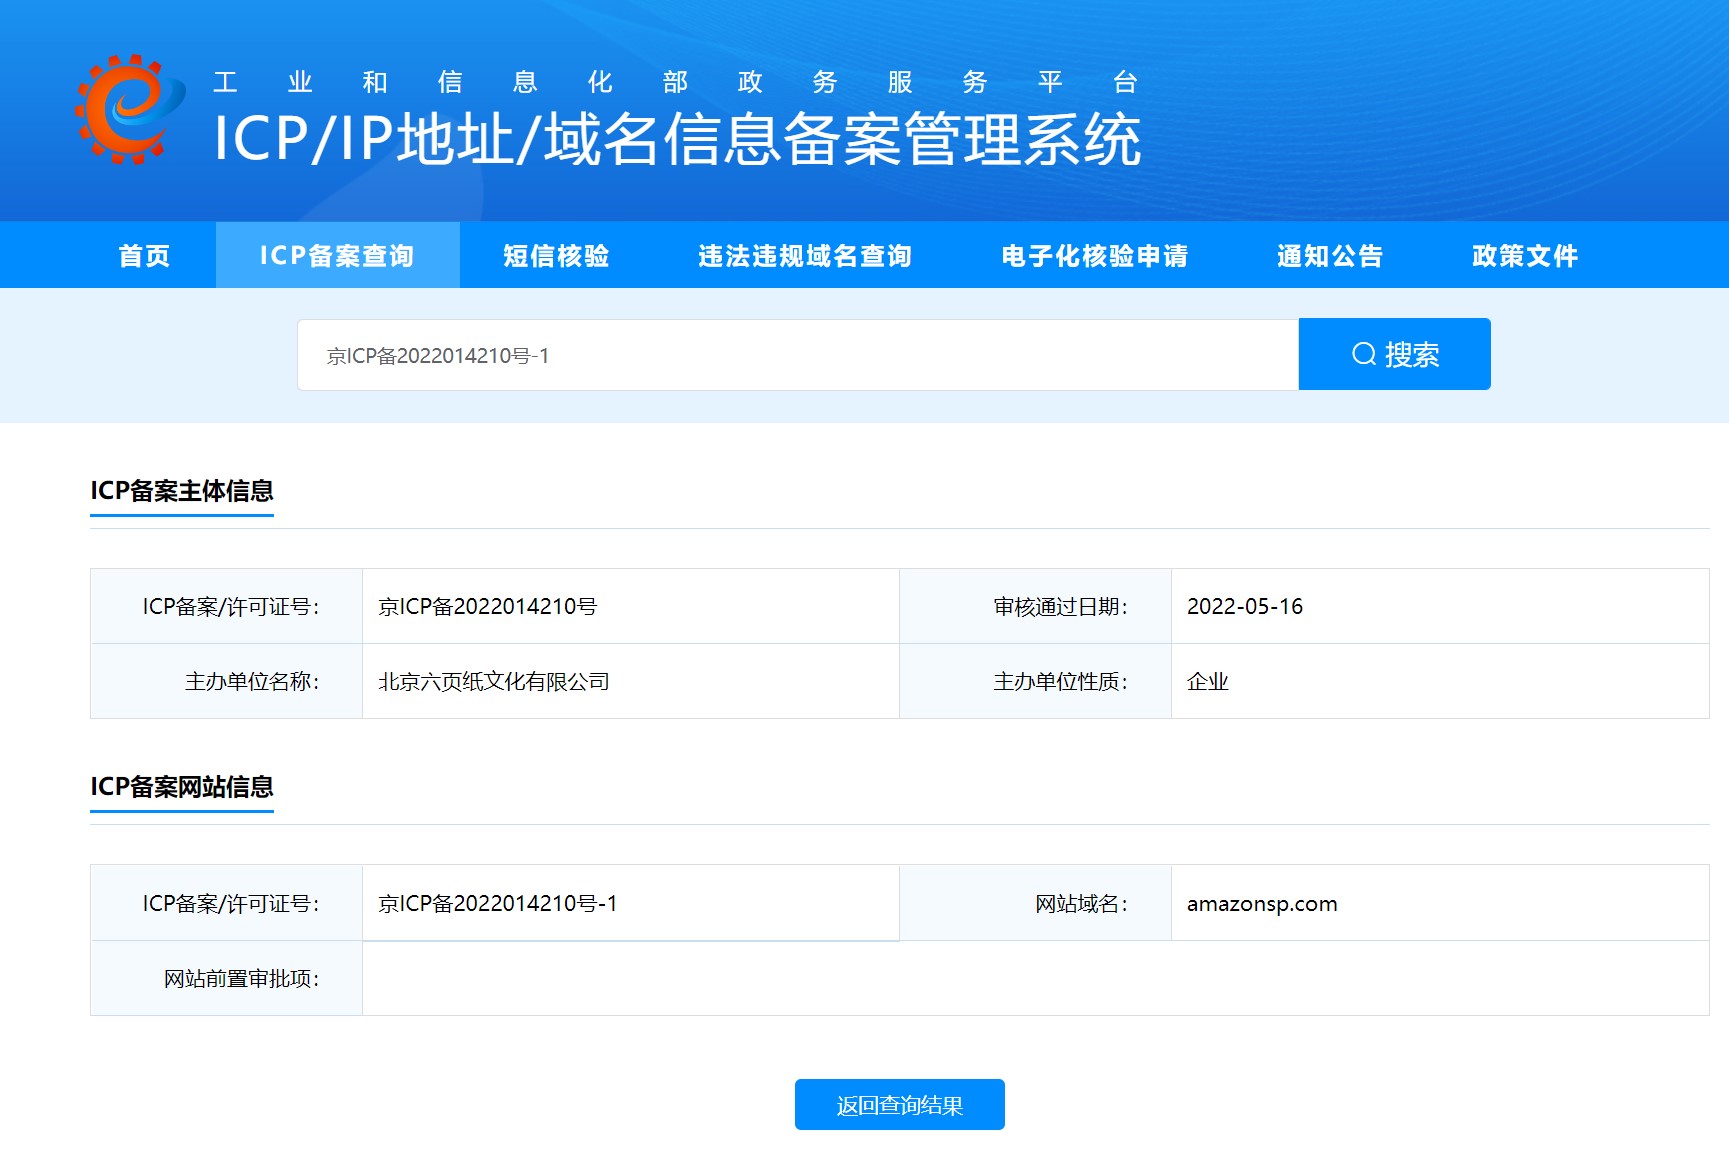 工业和信息化部政务服务平台
ICP/IP地址/域名信息备案管理系统
首页 ICP备案查询 短信核验 违法违规域名查询 电子化核验申请 通知公告 政策文件
京ICP备2022014210号-1 搜索
ICP备案主体信息
ICP备案/许可证号： 京ICP备2022014210号 审核通过日期： 2022-05-16
主办单位名称： 北京六页纸文化有限公司 主办单位性质： 企业
ICP备案网站信息
ICP备案/许可证号： 京ICP备2022014210号-1 网站域名： amazonsp.com
网站前置审批项：
返回查询结果